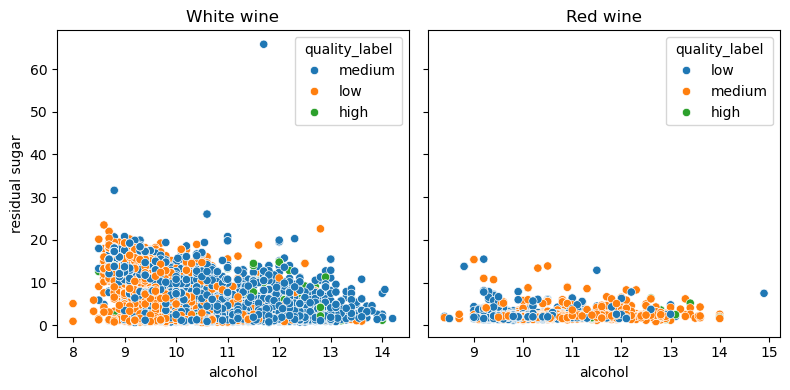 White wine
Red wine
quality_label
medium
low
high
quality_label
low
medium
high
residual sugar
60
50
40
30
20
10
0
8 9 10 11 12 13 14
9 10 11 12 13 14 15
alcohol
alcohol